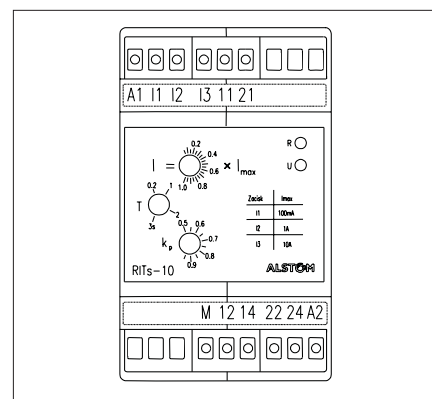 A1 I1 I2 I3 11 21
R
U
I = × Imax
0.2
0.4
0.6
0.8
1.0
T
0.2
1
2
3s
kp
0.5
0.6
0.7
0.8
0.9
Zacisk Imax
I1 100mA
I2 1A
I3 10A
RITs-10
ALSTOM
M 12 14 22 24 A2